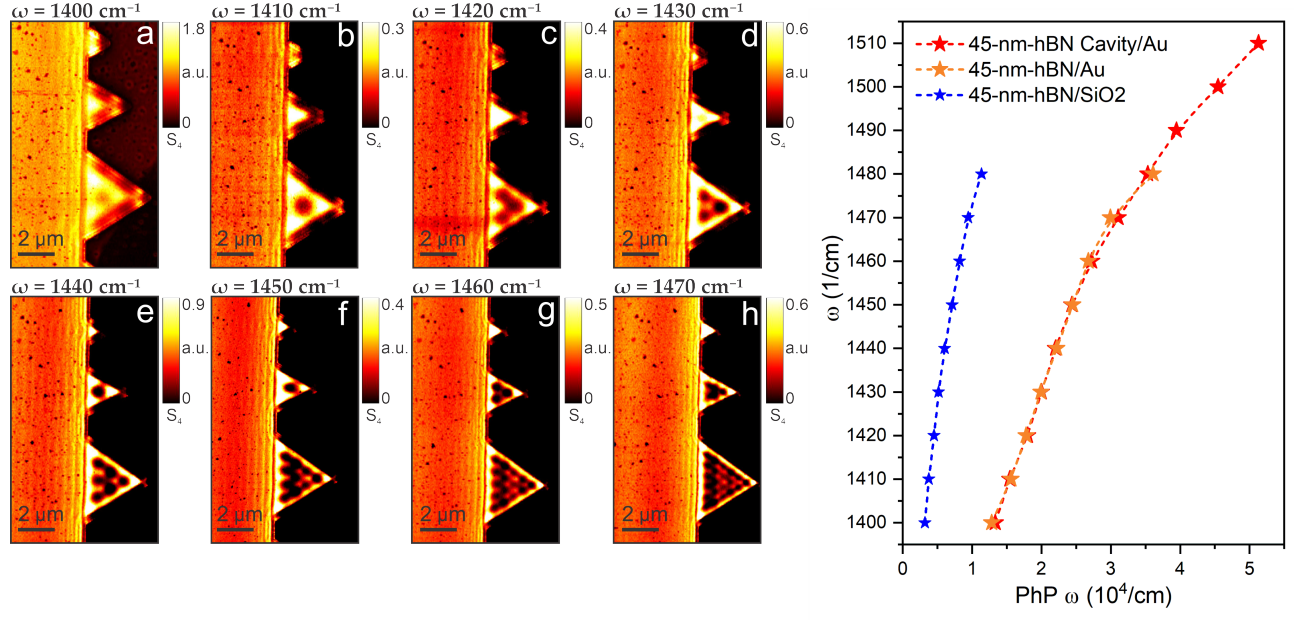 ω = 1400 cm⁻¹
a
1.8
a.u.
0
S₄
2 µm
ω = 1410 cm⁻¹
b
0.3
a.u.
0
S₄
2 µm
ω = 1420 cm⁻¹
c
0.4
a.u
0
S₄
2 µm
ω = 1430 cm⁻¹
d
0.6
a.u
0
S₄
2 µm
ω = 1440 cm⁻¹
e
0.9
a.u.
0
S₄
2 µm
ω = 1450 cm⁻¹
f
0.4
a.u.
0
S₄
2 µm
ω = 1460 cm⁻¹
g
0.5
a.u
0
S₄
2 µm
ω = 1470 cm⁻¹
h
0.6
a.u
0
S₄
2 µm
45-nm-hBN Cavity/Au
45-nm-hBN/Au
45-nm-hBN/SiO2
ω (1/cm)
1510
1500
1490
1480
1470
1460
1450
1440
1430
1420
1410
1400
0 1 2 3 4 5
PhP ω (10⁴/cm)